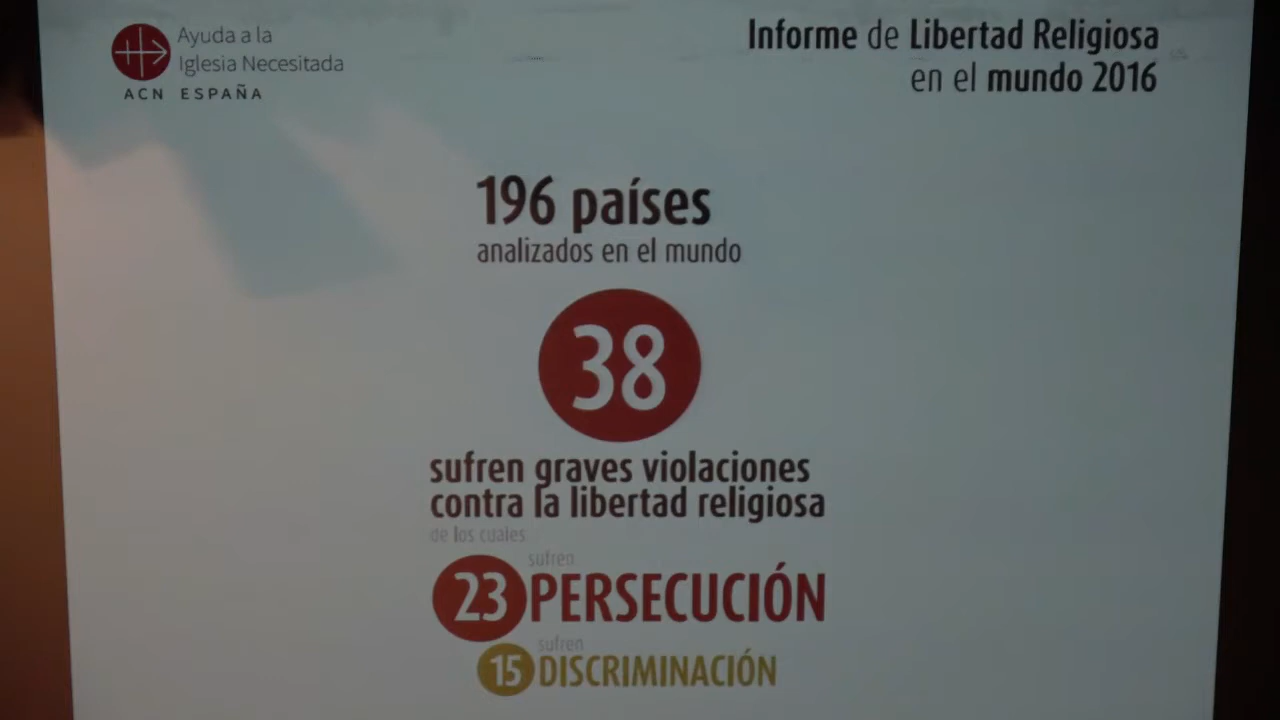 Ayuda a la
Iglesia Necesitada
ACN ESPAÑA
Informe de Libertad Religiosa
en el mundo 2016
196 países
analizados en el mundo
38
sufren graves violaciones
contra la libertad religiosa
de los cuales
sufren
23 PERSECUCIÓN
sufren
15 DISCRIMINACIÓN